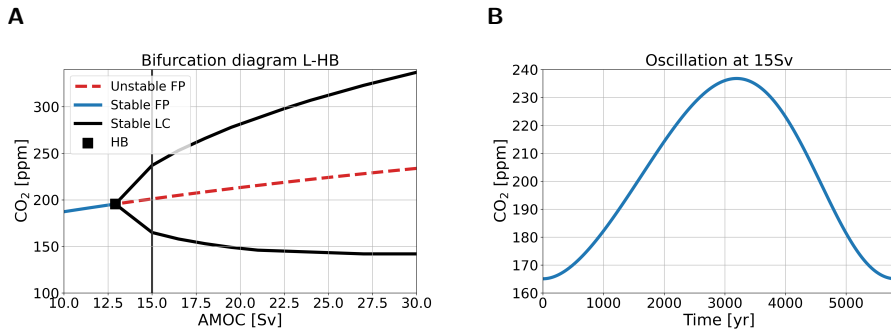 A
Bifurcation diagram L-HB
Unstable FP
Stable FP
Stable LC
HB
CO₂ [ppm]
300
250
200
150
100
10.0 12.5 15.0 17.5 20.0 22.5 25.0 27.5 30.0
AMOC [Sv]
B
Oscillation at 15Sv
CO₂ [ppm]
240
230
220
210
200
190
180
170
160
0 1000 2000 3000 4000 5000
Time [yr]